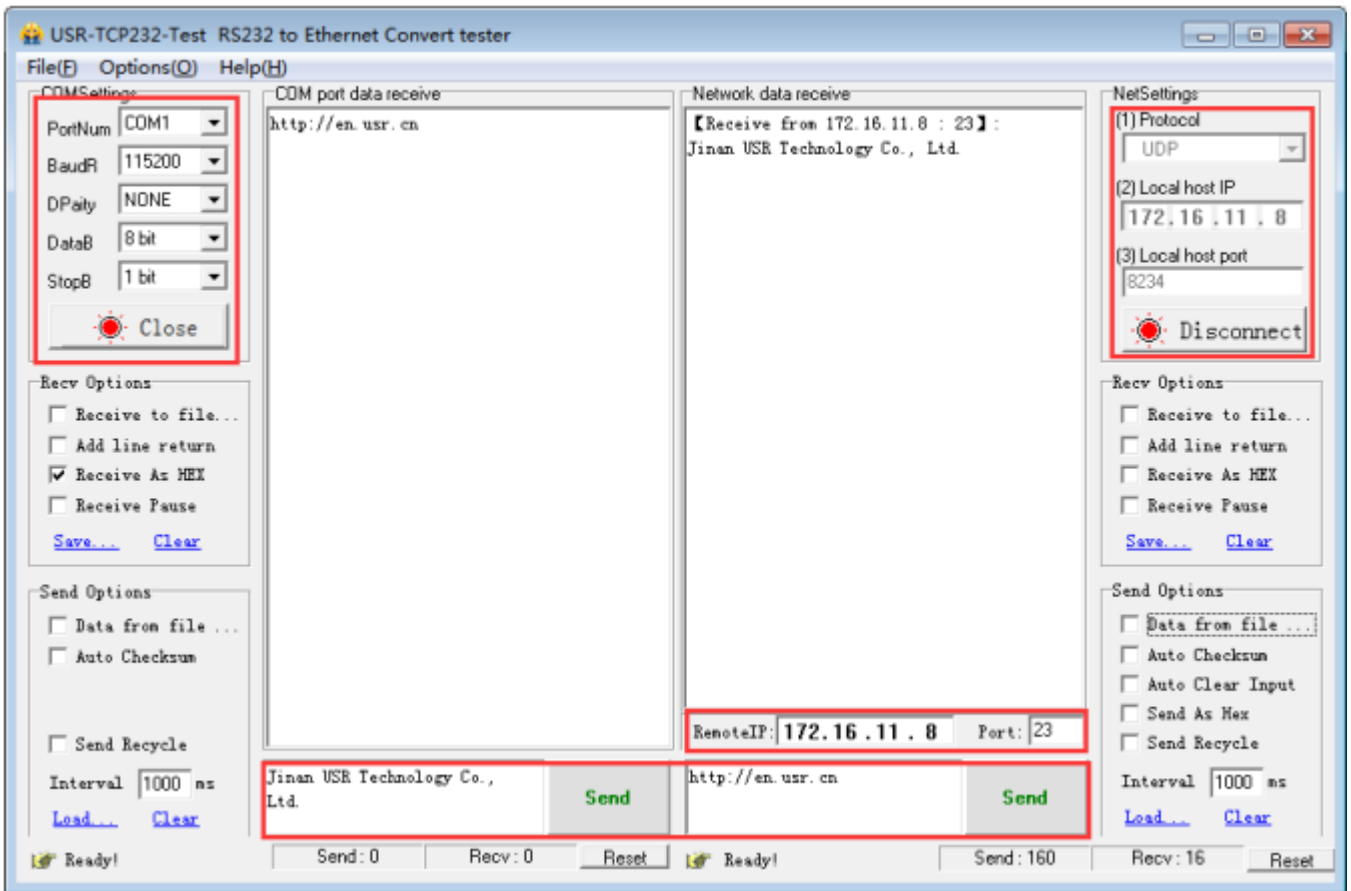 USR-TCP232-Test RS232 to Ethernet Convert tester
File(F) Options(O) Help(H)
COMSettings
PortNum COM1
BaudR 115200
DPaity NONE
DataB 8 bit
StopB 1 bit
Close
Recv Options
Receive to file...
Add line return
Receive As HEX
Receive Pause
Save... Clear
Send Options
Data from file ...
Auto Checksum
Send Recycle
Interval 1000 ms
Load... Clear
COM port data receive
http://en.usr.cn
Jinan USR Technology Co.,
Ltd.
Send
Network data receive
【Receive from 172.16.11.8 : 23】:
Jinan USR Technology Co., Ltd.
RemoteIP: 172.16.11.8 Port: 23
http://en.usr.cn
Send
NetSettings
(1) Protocol
UDP
(2) Local host IP
172.16.11.8
(3) Local host port
8234
Disconnect
Recv Options
Receive to file...
Add line return
Receive As HEX
Receive Pause
Save... Clear
Send Options
Data from file ...
Auto Checksum
Auto Clear Input
Send As Hex
Send Recycle
Interval 1000 ms
Load... Clear
Ready! Send:0 Recv:0 Reset
Ready! Send:160 Recv:16 Reset